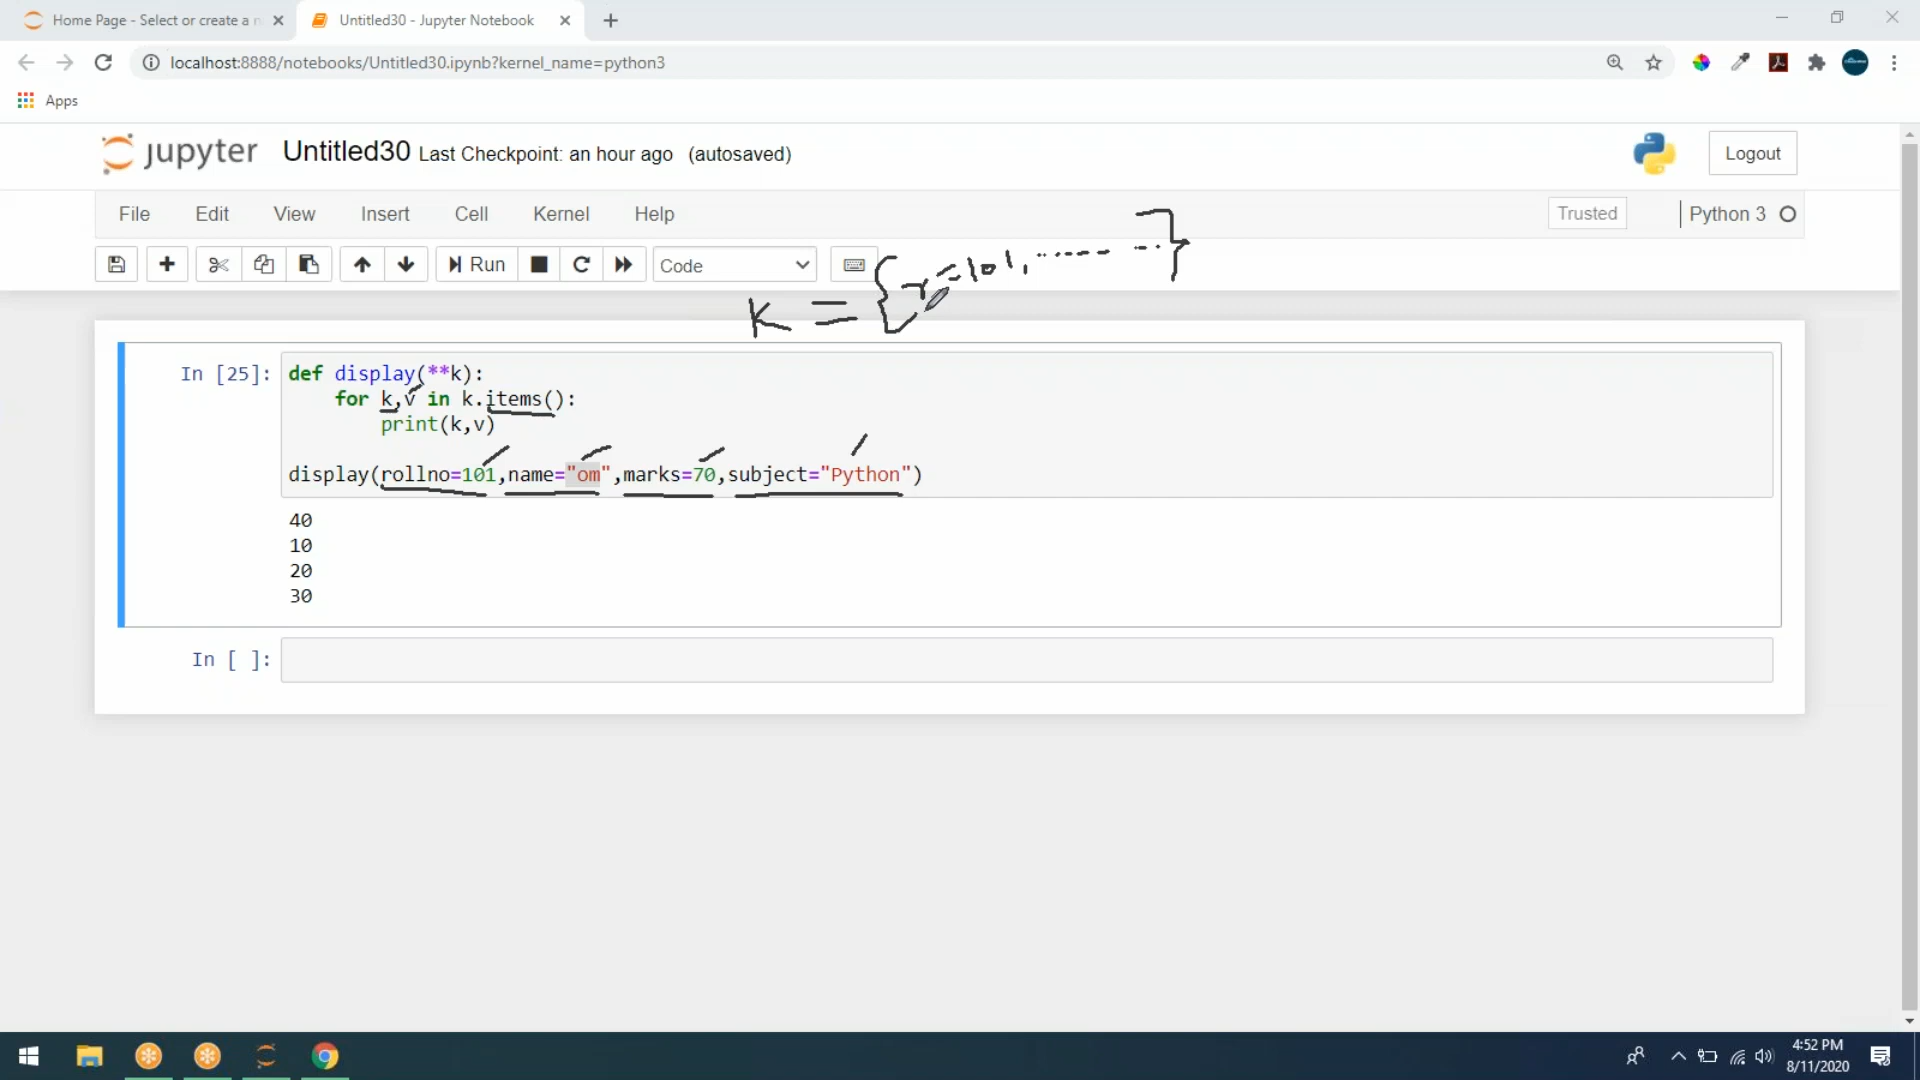 Home Page - Select or create a n
Untitled30 - Jupyter Notebook
localhost:8888/notebooks/Untitled30.ipynb?kernel_name=python3
Apps
jupyter Untitled30 Last Checkpoint: an hour ago (autosaved)
Logout
File Edit View Insert Cell Kernel Help
Trusted
Python 3
Run
Code
k = {r=101, ..... ...}
In [25]:
def display(**k):
for k,v in k.items():
print(k,v)
display(rollno=101,name="om",marks=70,subject="Python")
40
10
20
30
In [ ]:
4:52 PM
8/11/2020